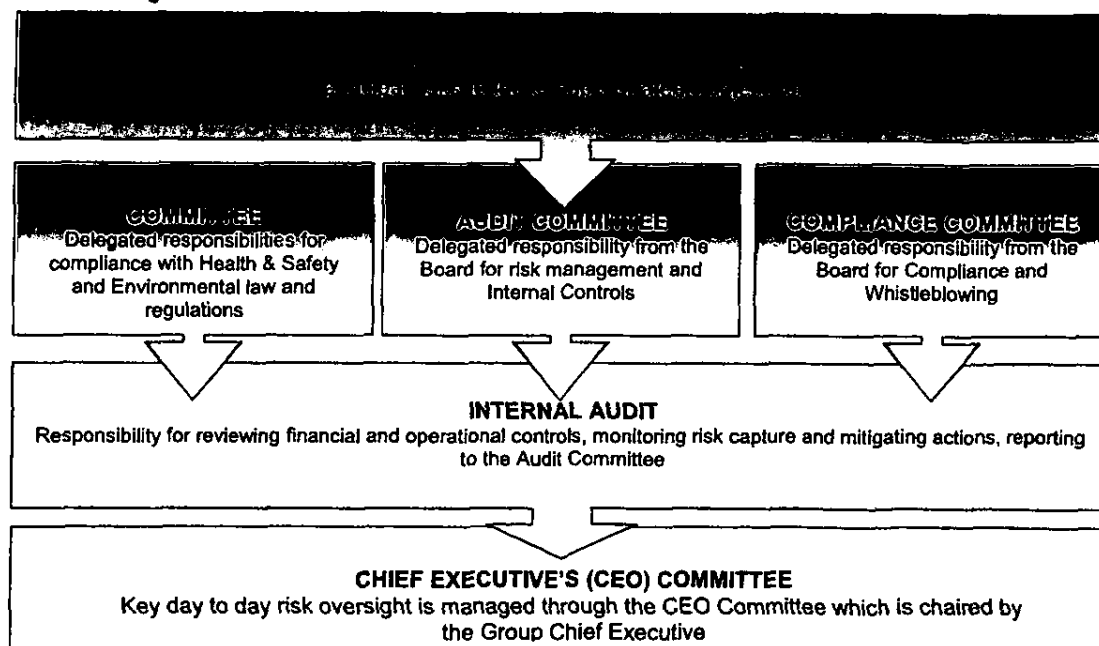 COMMITTEE
Delegated responsibilities for
compliance with Health & Safety
and Environmental law and
regulations
AUDIT COMMITTEE
Delegated responsibility from the
Board for risk management and
Internal Controls
COMPLIANCE COMMITTEE
Delegated responsibility from the
Board for Compliance and
Whistleblowing
INTERNAL AUDIT
Responsibility for reviewing financial and operational controls, monitoring risk capture and mitigating actions, reporting
to the Audit Committee
CHIEF EXECUTIVE'S (CEO) COMMITTEE
Key day to day risk oversight is managed through the CEO Committee which is chaired by
the Group Chief Executive